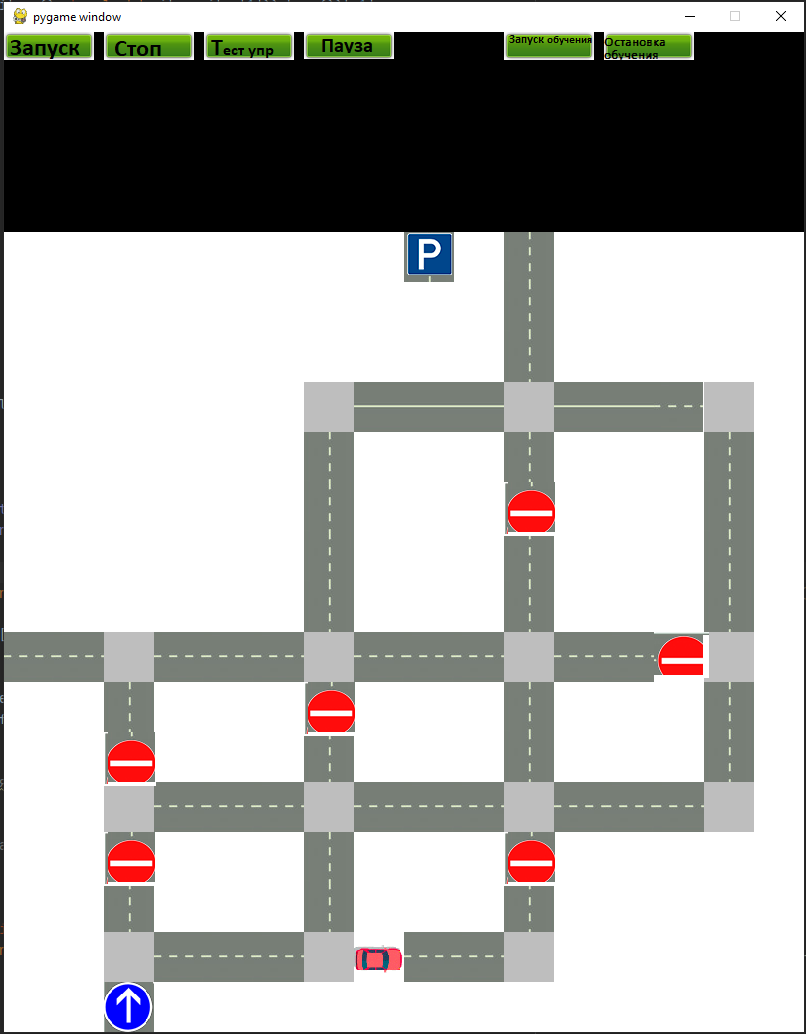 pygame window
Запуск
Стоп
Тест упр
Пауза
Запуск обучения
Остановка
обучения
P